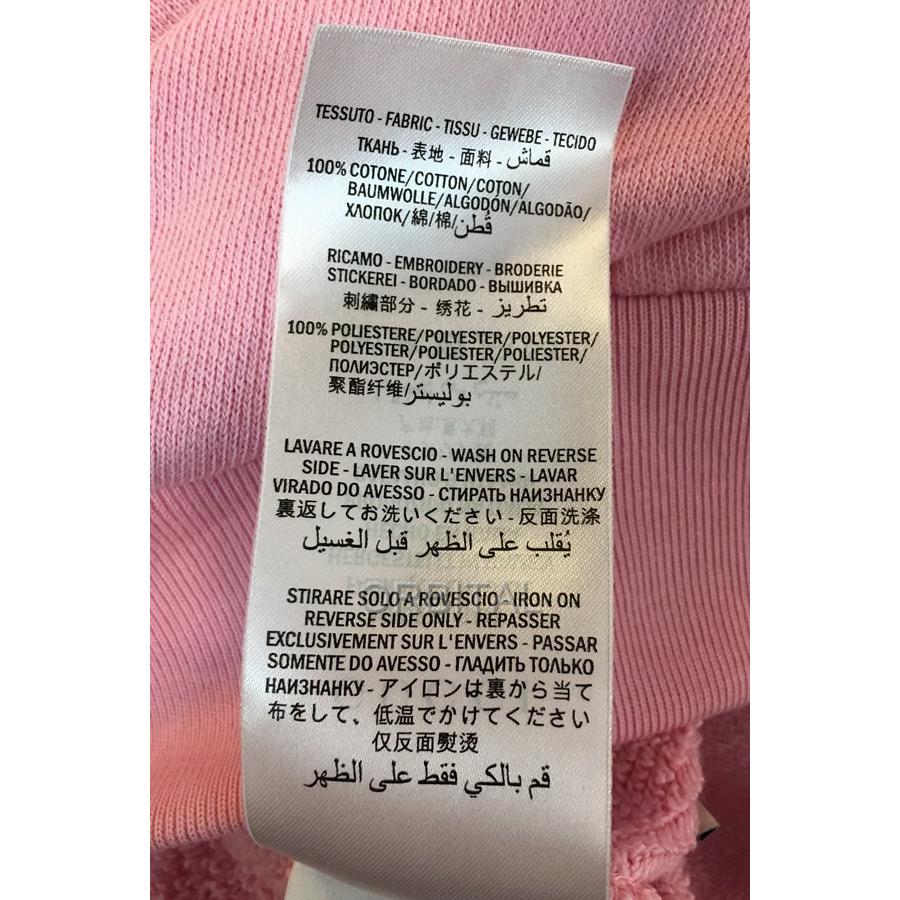 TESSUTO - FABRIC - TISSU - GEWEBE - TECIDO
ТКАНЬ - 表地 - 面料 - قماش
100% COTONE/COTTON/COTON/
BAUMWOLLE/ALGODÓN/ALGODÃO/
ХЛОПОК/綿/棉/قُطن
RICAMO - EMBROIDERY - BRODERIE
STICKEREI - BORDADO - ВЫШИВКА
刺繍部分 - 绣花 - تطريز
100% POLIESTERE/POLYESTER/POLYESTER/
POLYESTER/POLIESTER/POLIESTER/
ПОЛИЭСТЕР/ポリエステル/
聚酯纤维/بوليستر
LAVARE A ROVESCIO - WASH ON REVERSE
SIDE - LAVER SUR L'ENVERS - LAVAR
VIRADO DO AVESSO - СТИРАТЬ НАИЗНАНКУ
裏返してお洗いください - 反面洗涤
يُقلب على الظهر قبل الغسيل
ORBITAL
STIRARE SOLO A ROVESCIO - IRON ON
REVERSE SIDE ONLY - REPASSER
EXCLUSIVEMENT SUR L'ENVERS - PASSAR
SOMENTE DO AVESSO - ГЛАДИТЬ ТОЛЬКО
НАИЗНАНКУ - アイロンは裏から当て
布をして、低温でかけてください
仅反面熨烫
قم بالكي فقط على الظهر